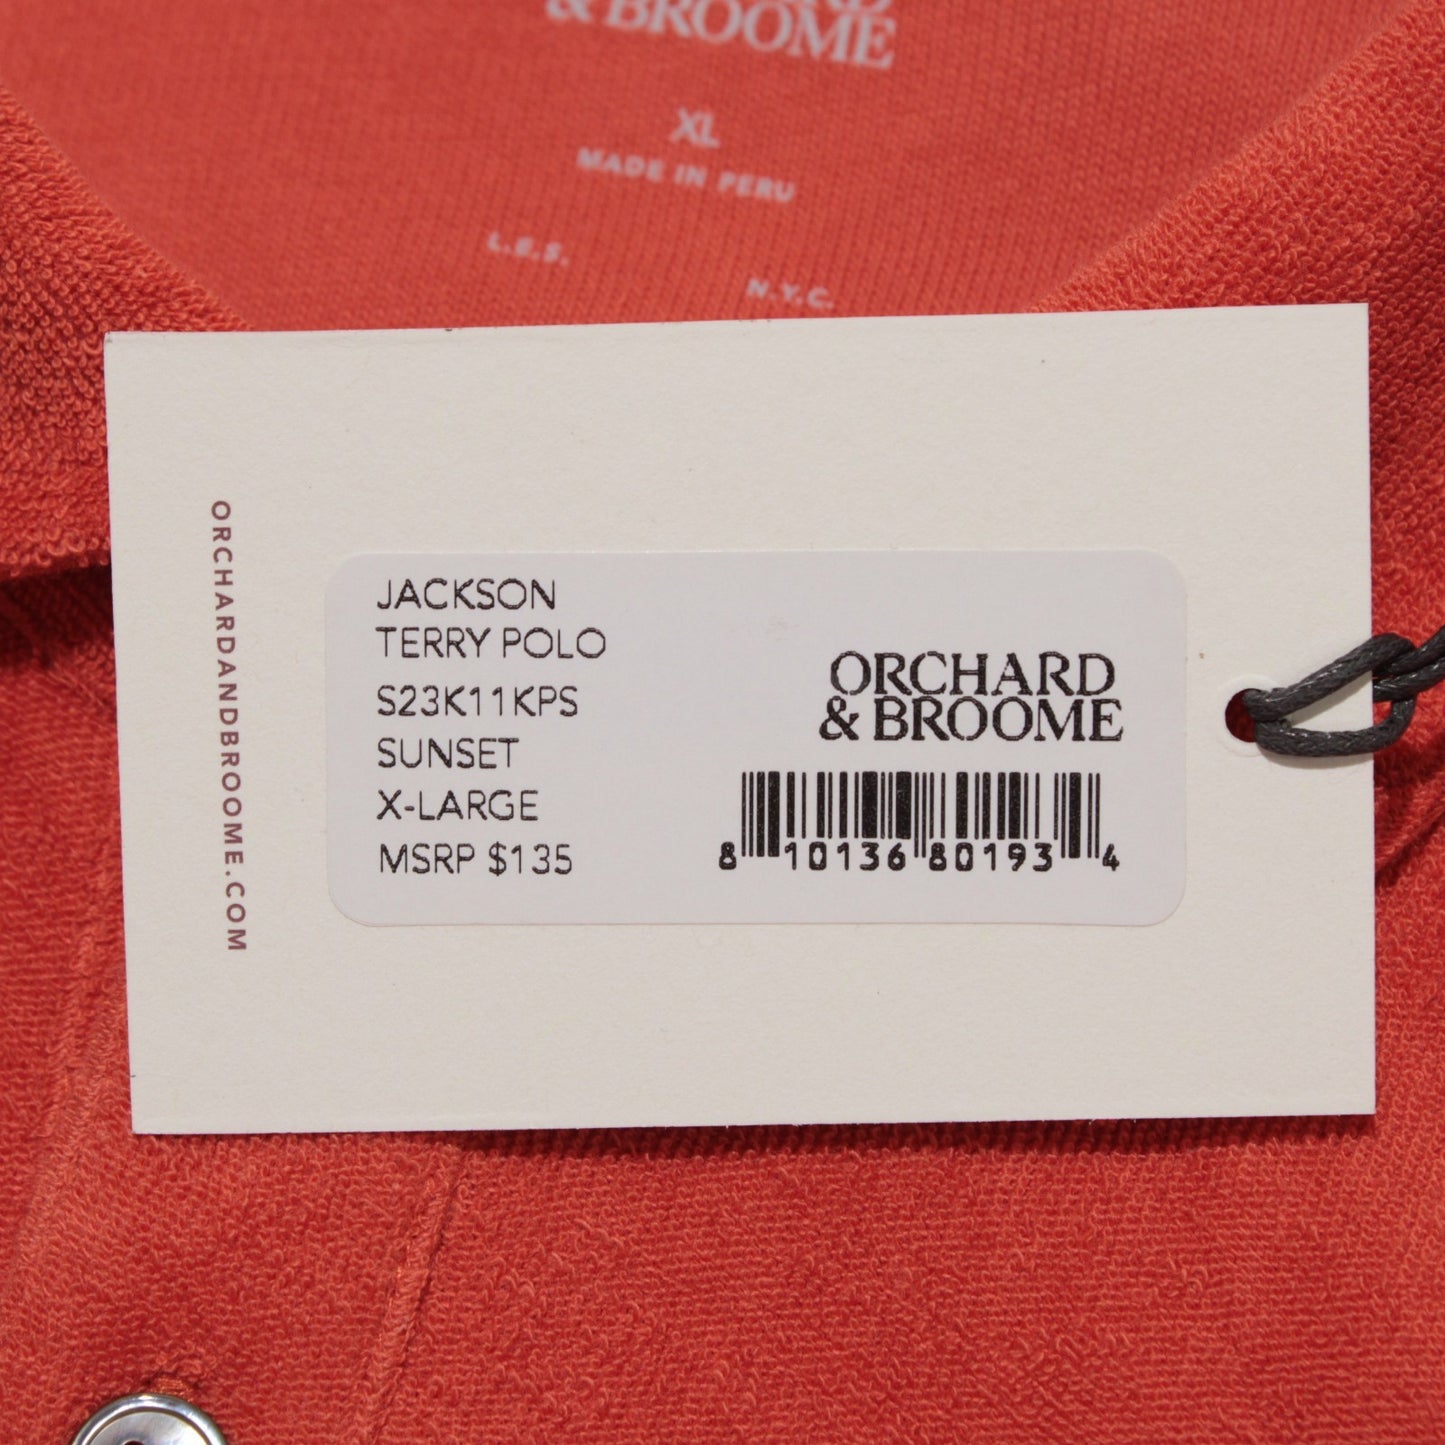 & BROOME
XL
MADE IN PERU
L.E.S.
N.Y.C.
ORCHARDANDBROOME.COM
JACKSON
TERRY POLO
S23K11KPS
SUNSET
X-LARGE
MSRP $135
ORCHARD
& BROOME
8 10136 80193 4